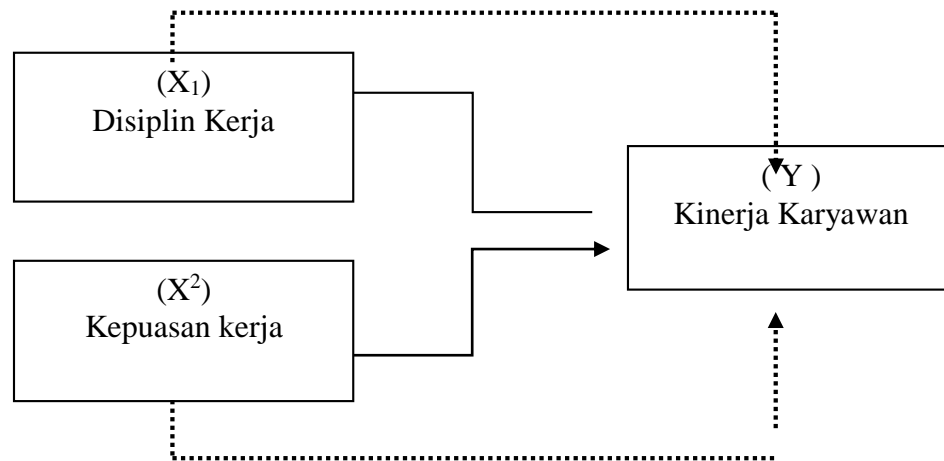 (X₁)
Disiplin Kerja
( Y )
Kinerja Karyawan
(X²)
Kepuasan kerja